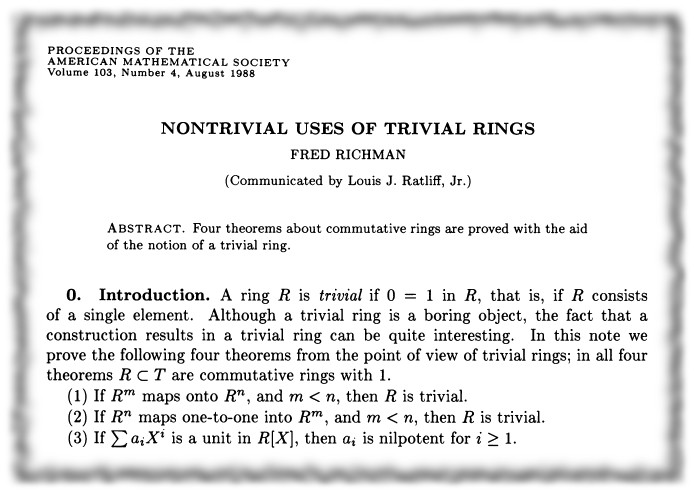 PROCEEDINGS OF THE
AMERICAN MATHEMATICAL SOCIETY
Volume 103, Number 4, August 1988
NONTRIVIAL USES OF TRIVIAL RINGS
FRED RICHMAN
(Communicated by Louis J. Ratliff, Jr.)
ABSTRACT. Four theorems about commutative rings are proved with the aid
of the notion of a trivial ring.
0. Introduction. A ring R is trivial if 0 = 1 in R, that is, if R consists
of a single element. Although a trivial ring is a boring object, the fact that a
construction results in a trivial ring can be quite interesting. In this note we
prove the following four theorems from the point of view of trivial rings; in all four
theorems R ⊂ T are commutative rings with 1.
(1) If Rᵐ maps onto Rⁿ, and m < n, then R is trivial.
(2) If Rⁿ maps one-to-one into Rᵐ, and m < n, then R is trivial.
(3) If ∑ aᵢXⁱ is a unit in R[X], then aᵢ is nilpotent for i ≥ 1.